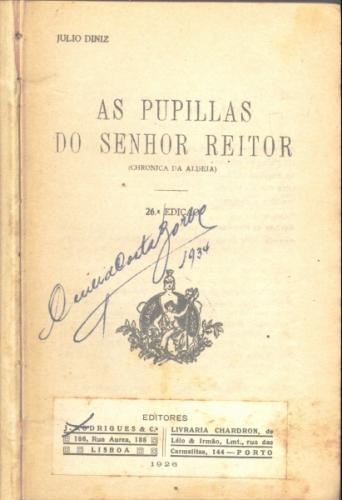 JULIO DINIZ
AS PUPILLAS
DO SENHOR REITOR
(CHRONICA DA ALDEIA)
26.ª EDIÇÃO
1934
EDITORES
J. RODRIGUES & C.ª
186, Rua Aurea, 188
LISBOA
LIVRARIA CHARDRON, de
Lélo & Irmão, Lmt., rua das
Carmelitas, 144 — PORTO
1926